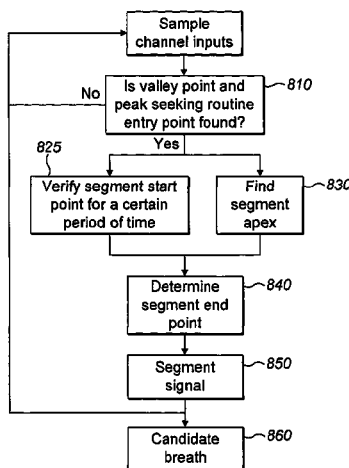 Sample
channel inputs
Is valley point and
peak seeking routine
entry point found?
810
No
Yes
825
Verify segment start
point for a certain
period of time
Find
segment
apex
830
Determine
segment end
point
840
Segment
signal
850
Candidate
breath
860